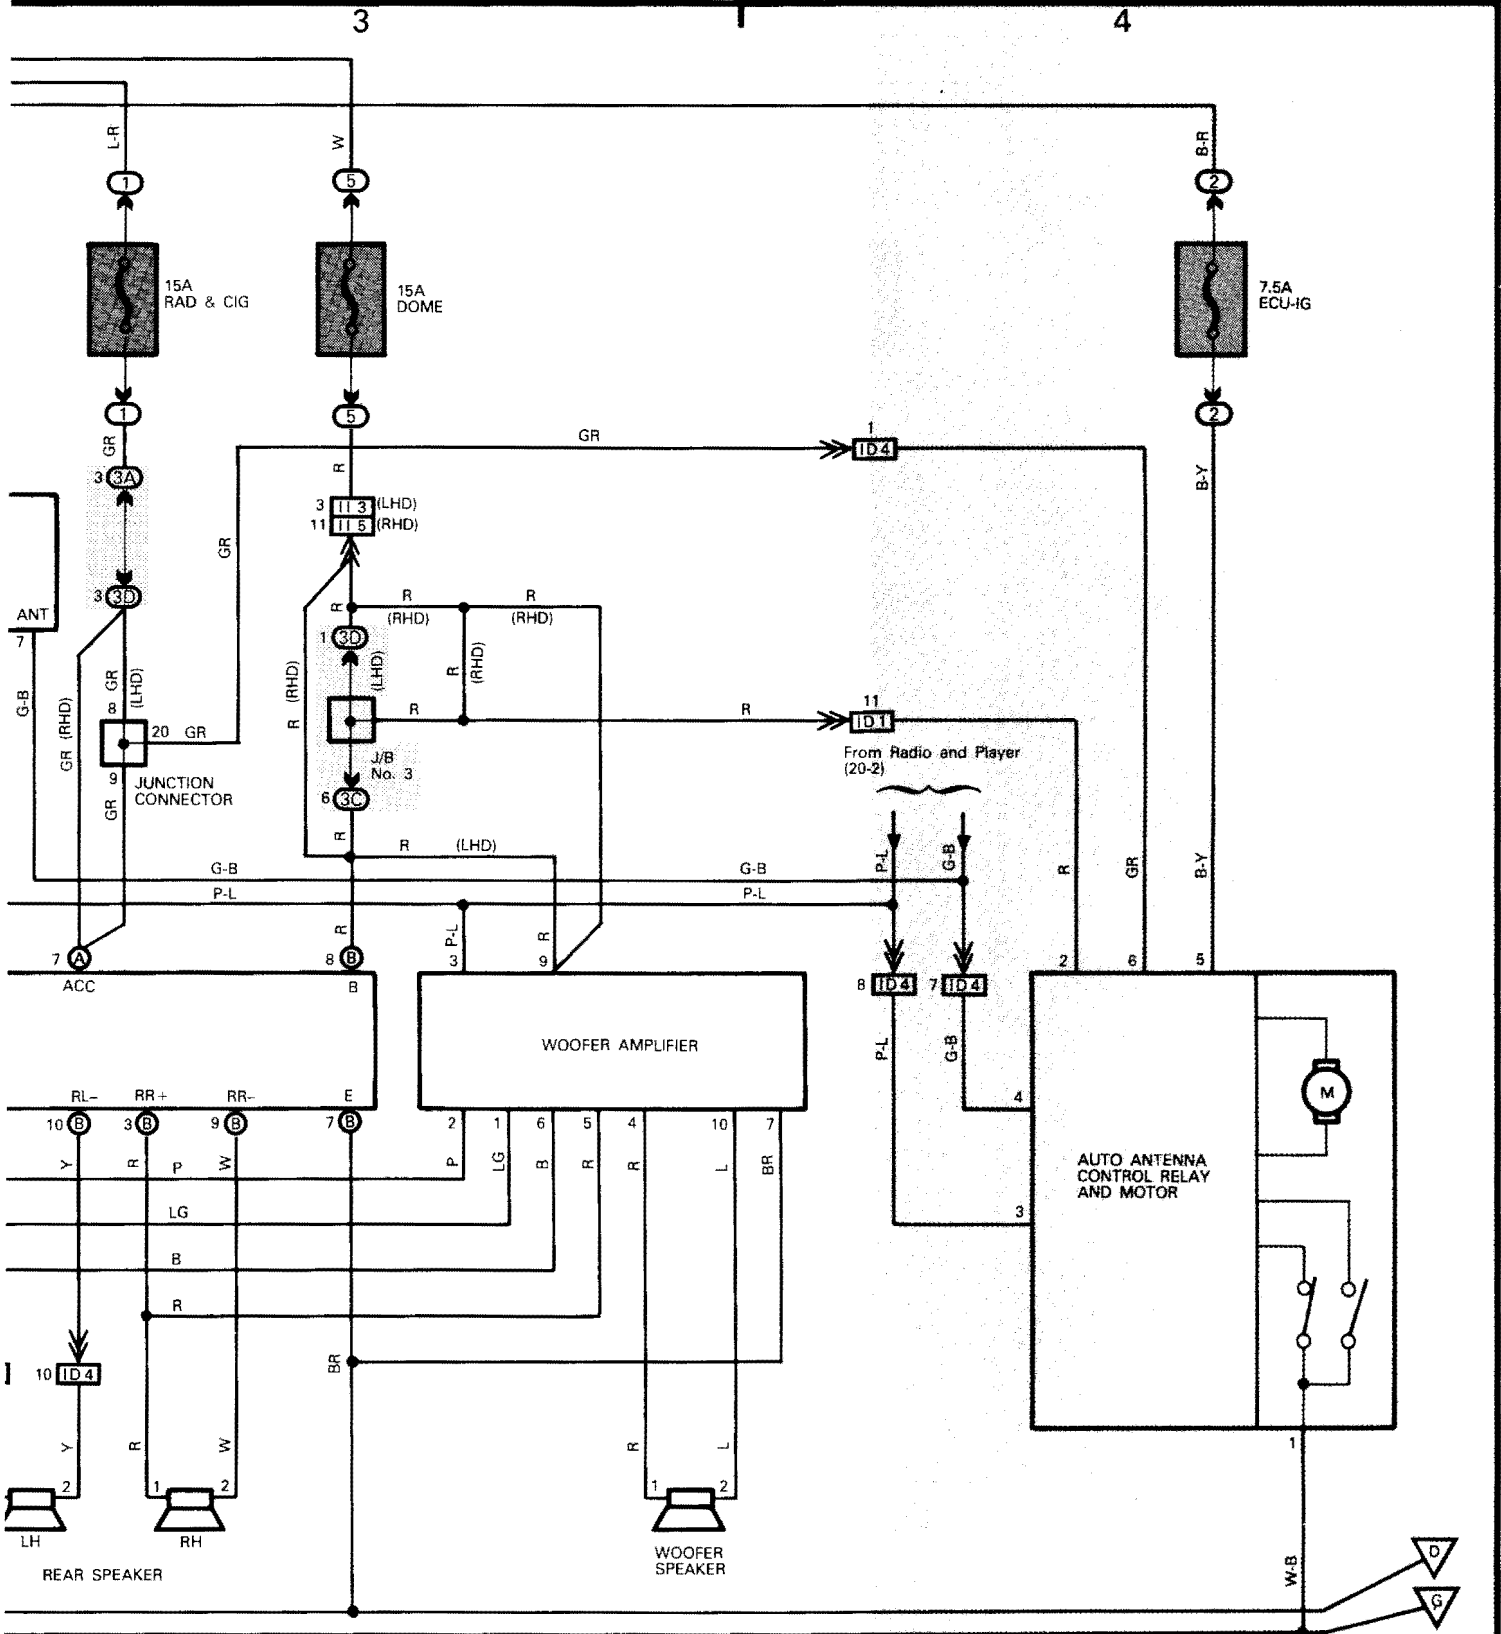 3
4
L-R
W
B-R
1
5
2
15A
RAD & CIG
15A
DOME
7.5A
ECU-IG
1
5
2
GR
R
GR
1
ID4
B-Y
3 3A
3 II 3 (LHD)
11 II 5 (RHD)
GR
3 3D
ANT
7
R
R
(RHD)
R
(RHD)
1 3D
G-B
GR (RHD)
GR
(LHD)
8
R (RHD)
(LHD)
R
(RHD)
20 GR
R
R
11
ID1
J/B
No. 3
From Radio and Player
(20-2)
9
GR
JUNCTION
CONNECTOR
6 3C
R
R (LHD)
P-L
G-B
R
GR
B-Y
G-B
G-B
P-L
P-L
R
P-L
R
7 A
8 B
3
9
2
6
5
ACC
B
8 ID4
7 ID4
WOOFER AMPLIFIER
P-L
G-B
M
RL-
RR+
RR-
E
4
10 B
3 B
9 B
7 B
2
1
6
5
4
10
7
Y
R
P
W
P
LG
B
R
R
L
BR
AUTO ANTENNA
CONTROL RELAY
AND MOTOR
LG
3
B
R
BR
10 ID4
Y
R
W
R
L
1
2
1
2
1
2
LH
RH
WOOFER
SPEAKER
REAR SPEAKER
W-B
D
G